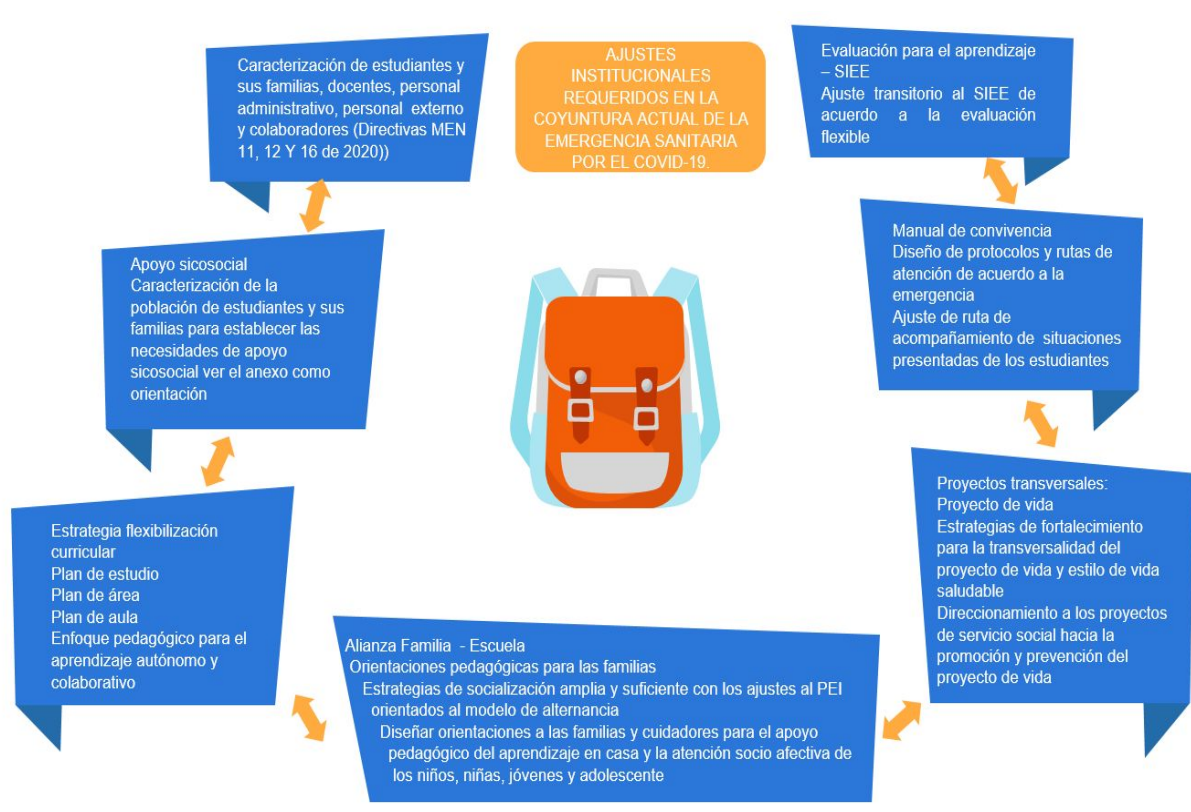 AJUSTES
INSTITUCIONALES
REQUERIDOS EN LA
COYUNTURA ACTUAL DE LA
EMERGENCIA SANITARIA
POR EL COVID-19.
Caracterización de estudiantes y
sus familias, docentes, personal
administrativo, personal externo
y colaboradores (Directivas MEN
11, 12 Y 16 de 2020))
Apoyo sicosocial
Caracterización de la
población de estudiantes y sus
familias para establecer las
necesidades de apoyo
sicosocial ver el anexo como
orientación
Estrategia flexibilización
curricular
Plan de estudio
Plan de área
Plan de aula
Enfoque pedagógico para el
aprendizaje autónomo y
colaborativo
Alianza Familia - Escuela
Orientaciones pedagógicas para las familias
Estrategias de socialización amplia y suficiente con los ajustes al PEI
orientados al modelo de alternancia
Diseñar orientaciones a las familias y cuidadores para el apoyo
pedagógico del aprendizaje en casa y la atención socio afectiva de
los niños, niñas, jóvenes y adolescente
Proyectos transversales:
Proyecto de vida
Estrategias de fortalecimiento
para la transversalidad del
proyecto de vida y estilo de vida
saludable
Direccionamiento a los proyectos
de servicio social hacia la
promoción y prevención del
proyecto de vida
Manual de convivencia
Diseño de protocolos y rutas de
atención de acuerdo a la
emergencia
Ajuste de ruta de
acompañamiento de situaciones
presentadas de los estudiantes
Evaluación para el aprendizaje
– SIEE
Ajuste transitorio al SIEE de
acuerdo a la evaluación
flexible